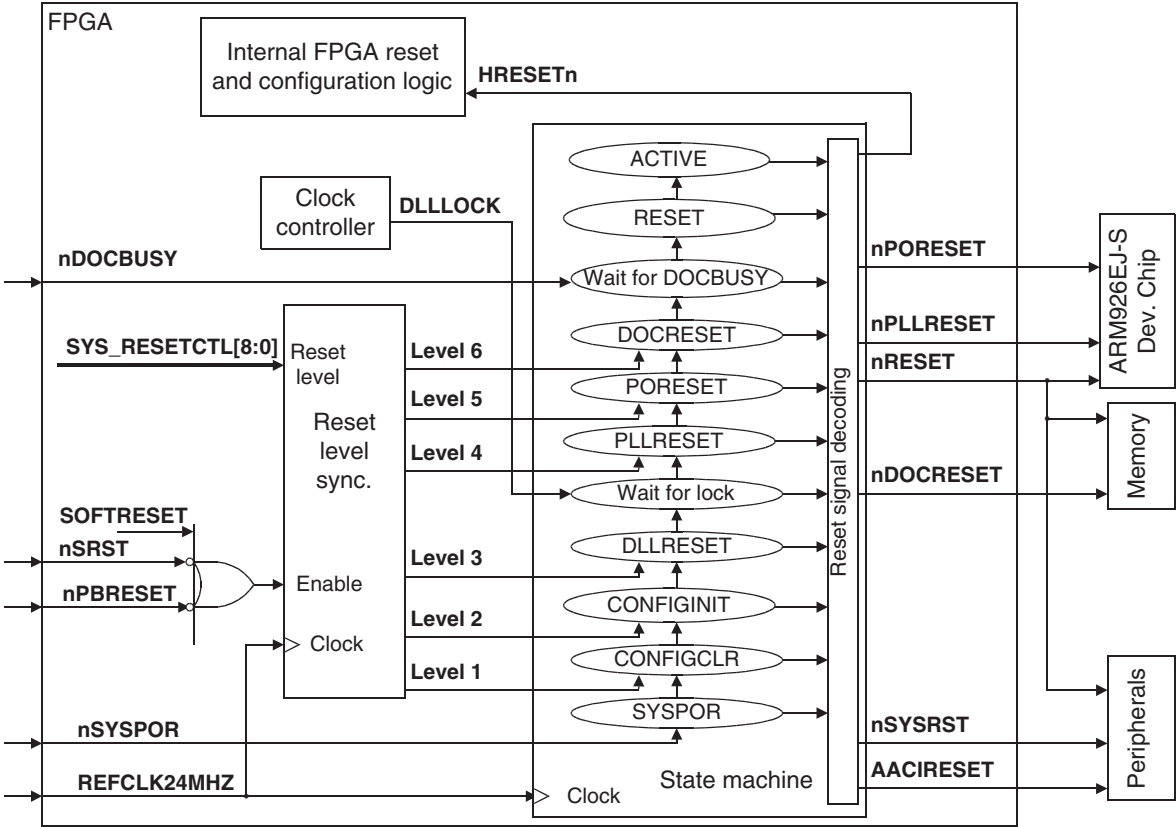 FPGA
Internal FPGA reset
and configuration logic
HRESETn
ACTIVE
Clock
controller
DLLLOCK
RESET
nDOCBUSY
Wait for DOCBUSY
nPORESET
ARM926EJ-S
Dev. Chip
SYS_RESETCTL[8:0]
Reset
level
Level 6
DOCRESET
nPLLRESET
nRESET
Level 5
PORESET
Reset
level
sync.
Level 4
PLLRESET
Reset signal decoding
Memory
Wait for lock
nDOCRESET
SOFTRESET
nSRST
nPBRESET
Enable
Level 3
DLLRESET
Level 2
CONFIGINIT
Clock
Level 1
CONFIGCLR
SYSPOR
nSYSPOR
nSYSRST
Peripherals
REFCLK24MHZ
Clock
State machine
AACIRESET